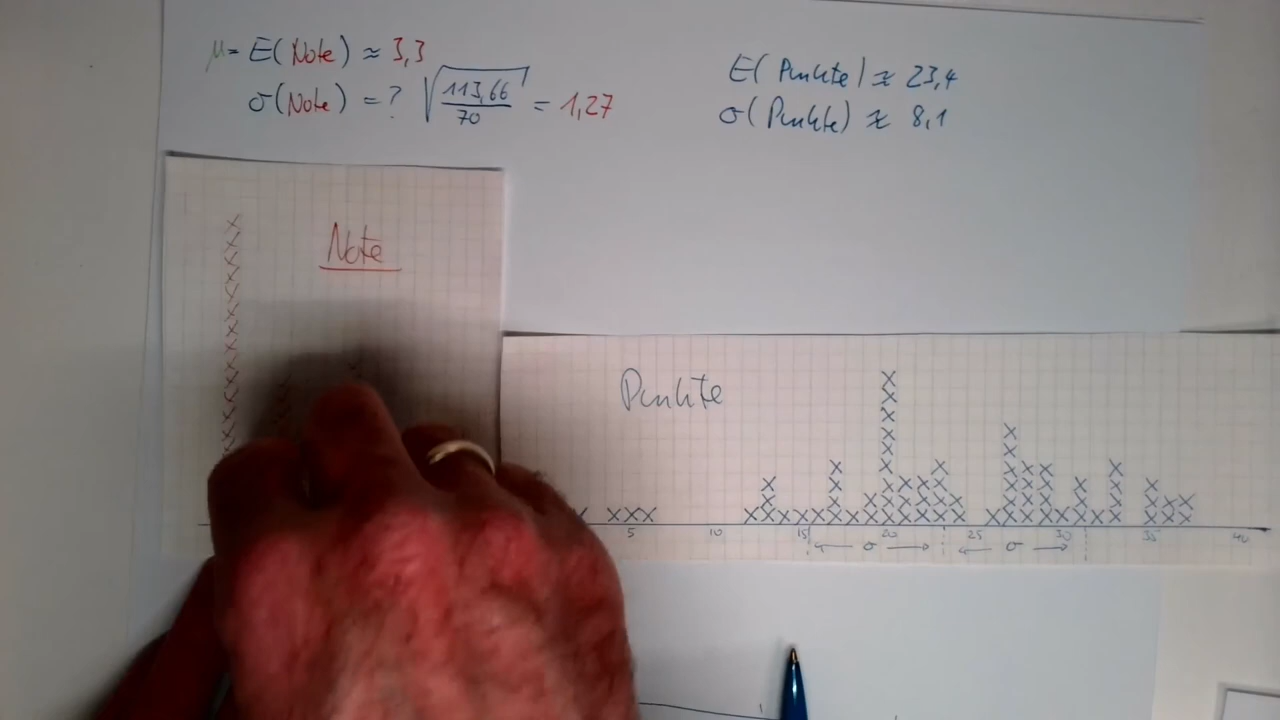 μ = E(Note) ≈ 3,3
σ(Note) = ? √(113,66 / 70) = 1,27
E(Punkte) ≈ 23,4
σ(Punkte) ≈ 8,1
Note
Punkte
5 10 15 20 25 30 35 40
← σ → ← σ →